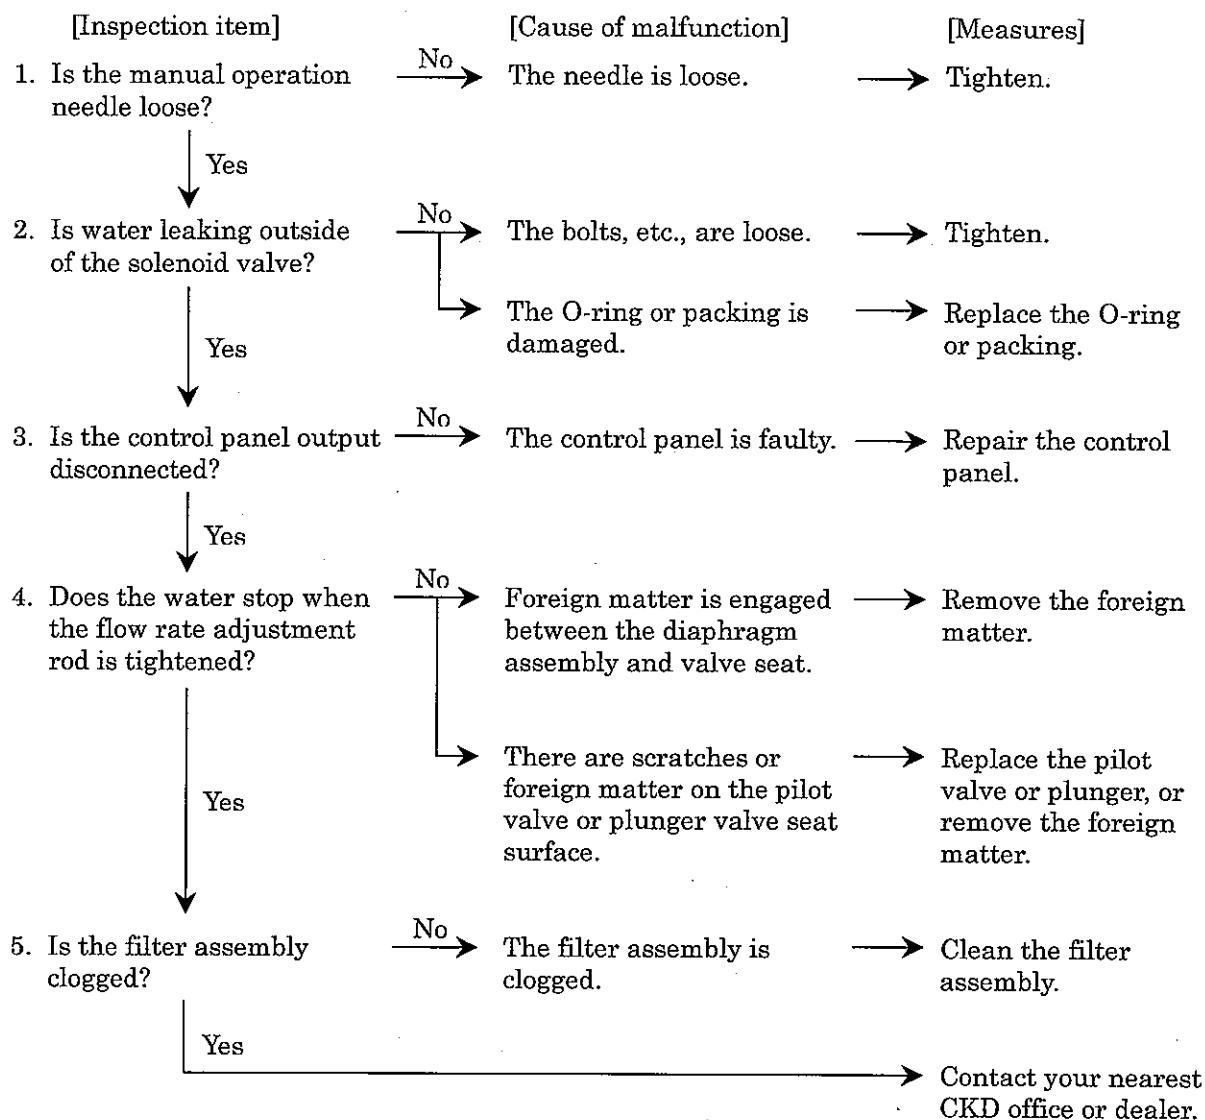 [Inspection item] [Cause of malfunction] [Measures]
1. Is the manual operation No The needle is loose. Tighten.
needle loose?
Yes
2. Is water leaking outside No The bolts, etc., are loose. Tighten.
of the solenoid valve?
The O-ring or packing is Replace the O-ring
damaged. or packing.
Yes
3. Is the control panel output No The control panel is faulty. Repair the control
disconnected? panel.
Yes
4. Does the water stop when No Foreign matter is engaged Remove the foreign
the flow rate adjustment between the diaphragm matter.
rod is tightened? assembly and valve seat.
There are scratches or Replace the pilot
Yes foreign matter on the pilot valve or plunger, or
valve or plunger valve seat remove the foreign
surface. matter.
5. Is the filter assembly No The filter assembly is Clean the filter
clogged? clogged. assembly.
Yes
Contact your nearest
CKD office or dealer.